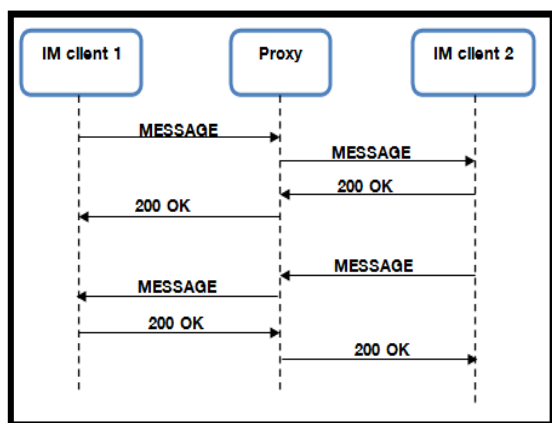 IM client 1
Proxy
IM client 2
MESSAGE
MESSAGE
200 OK
200 OK
MESSAGE
MESSAGE
200 OK
200 OK